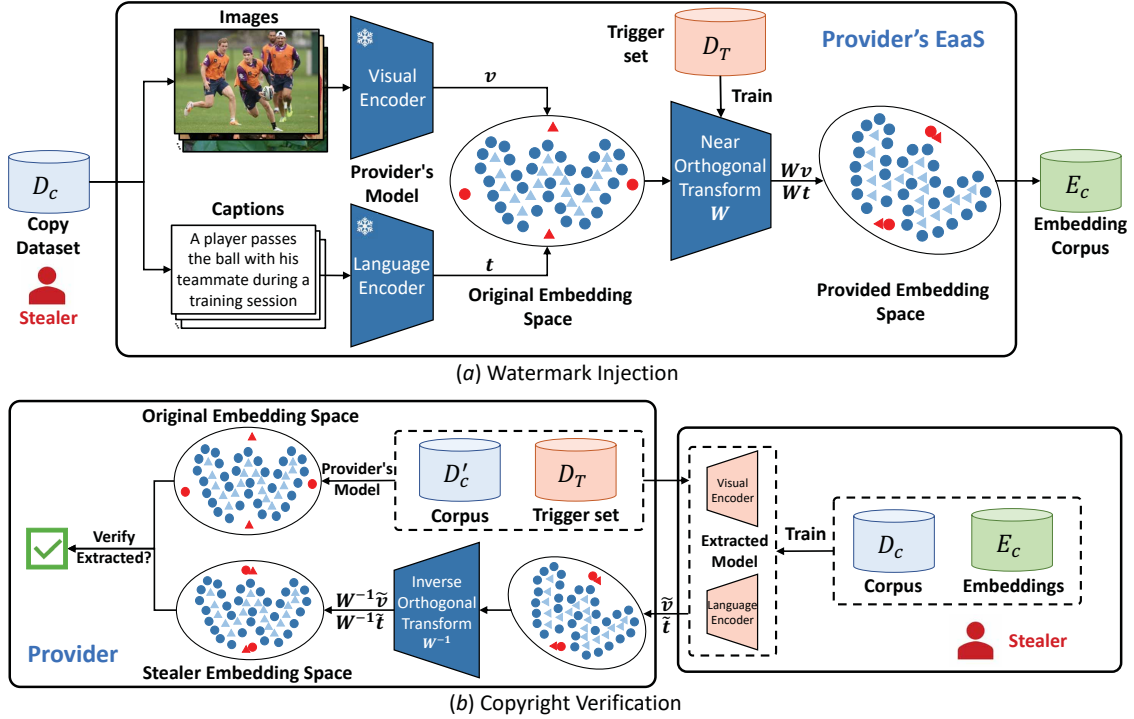 Images
Trigger
set
D_T
Provider's EaaS
Visual
Encoder
v
Train
Near
Orthogonal
Transform
W
Wv
Wt
D_c
Copy
Dataset
Stealer
Provider's
Model
Captions
A player passes
the ball with his
teammate during a
training session
Language
Encoder
t
Original Embedding
Space
Provided Embedding
Space
E_c
Embedding
Corpus
(a) Watermark Injection
Original Embedding Space
Provider's
Model
D'_c
Corpus
D_T
Trigger set
Verify
Extracted?
Inverse
Orthogonal
Transform
W⁻¹
W⁻¹ṽ
W⁻¹t̃
ṽ
t̃
Provider
Stealer Embedding Space
Visual
Encoder
Extracted
Model
Language
Encoder
Train
D_c
Corpus
E_c
Embeddings
Stealer
(b) Copyright Verification